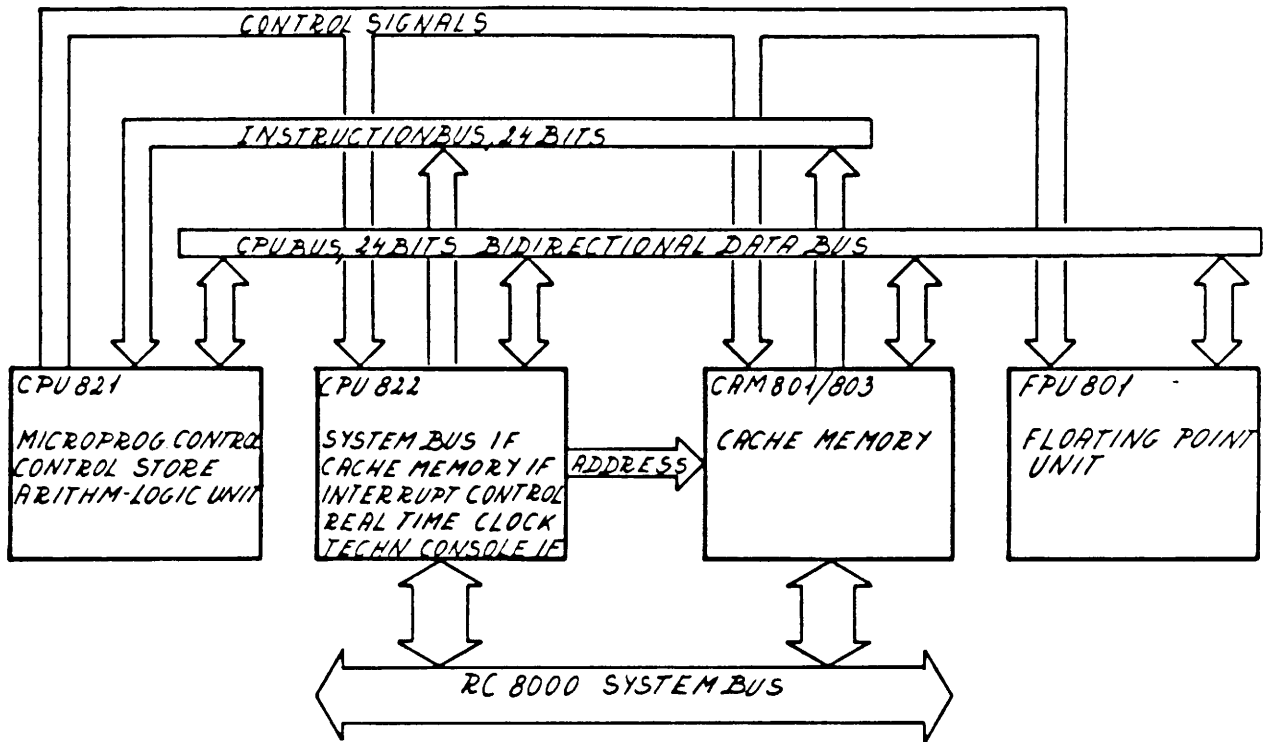 CONTROL SIGNALS
INSTRUCTIONBUS, 24 BITS
CPUBUS, 24 BITS BIDIRECTIONAL DATA BUS
CPU 821
MICROPROG. CONTROL
CONTROL STORE
ARITHM-LOGIC UNIT
CPU 822
SYSTEM BUS IF
CACHE MEMORY IF
INTERRUPT CONTROL
REAL TIME CLOCK
TECHN CONSOLE IF
ADDRESS
CAM 801/803
CACHE MEMORY
FPU 801
FLOATING POINT
UNIT
RC 8000 SYSTEMBUS